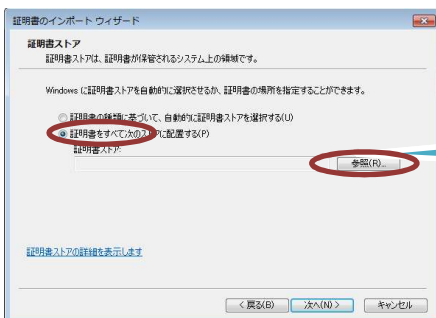 証明書のインポート ウィザード
証明書ストア
証明書ストアは、証明書が保管されるシステム上の領域です。
Windows に証明書ストアを自動的に選択させるか、証明書の場所を指定することができます。
証明書の種類に基づいて、自動的に証明書ストアを選択する(U)
証明書をすべて次のストアに配置する(P)
証明書ストア:
参照(R)...
証明書ストアの詳細を表示します
< 戻る(B) 次へ(N) > キャンセル